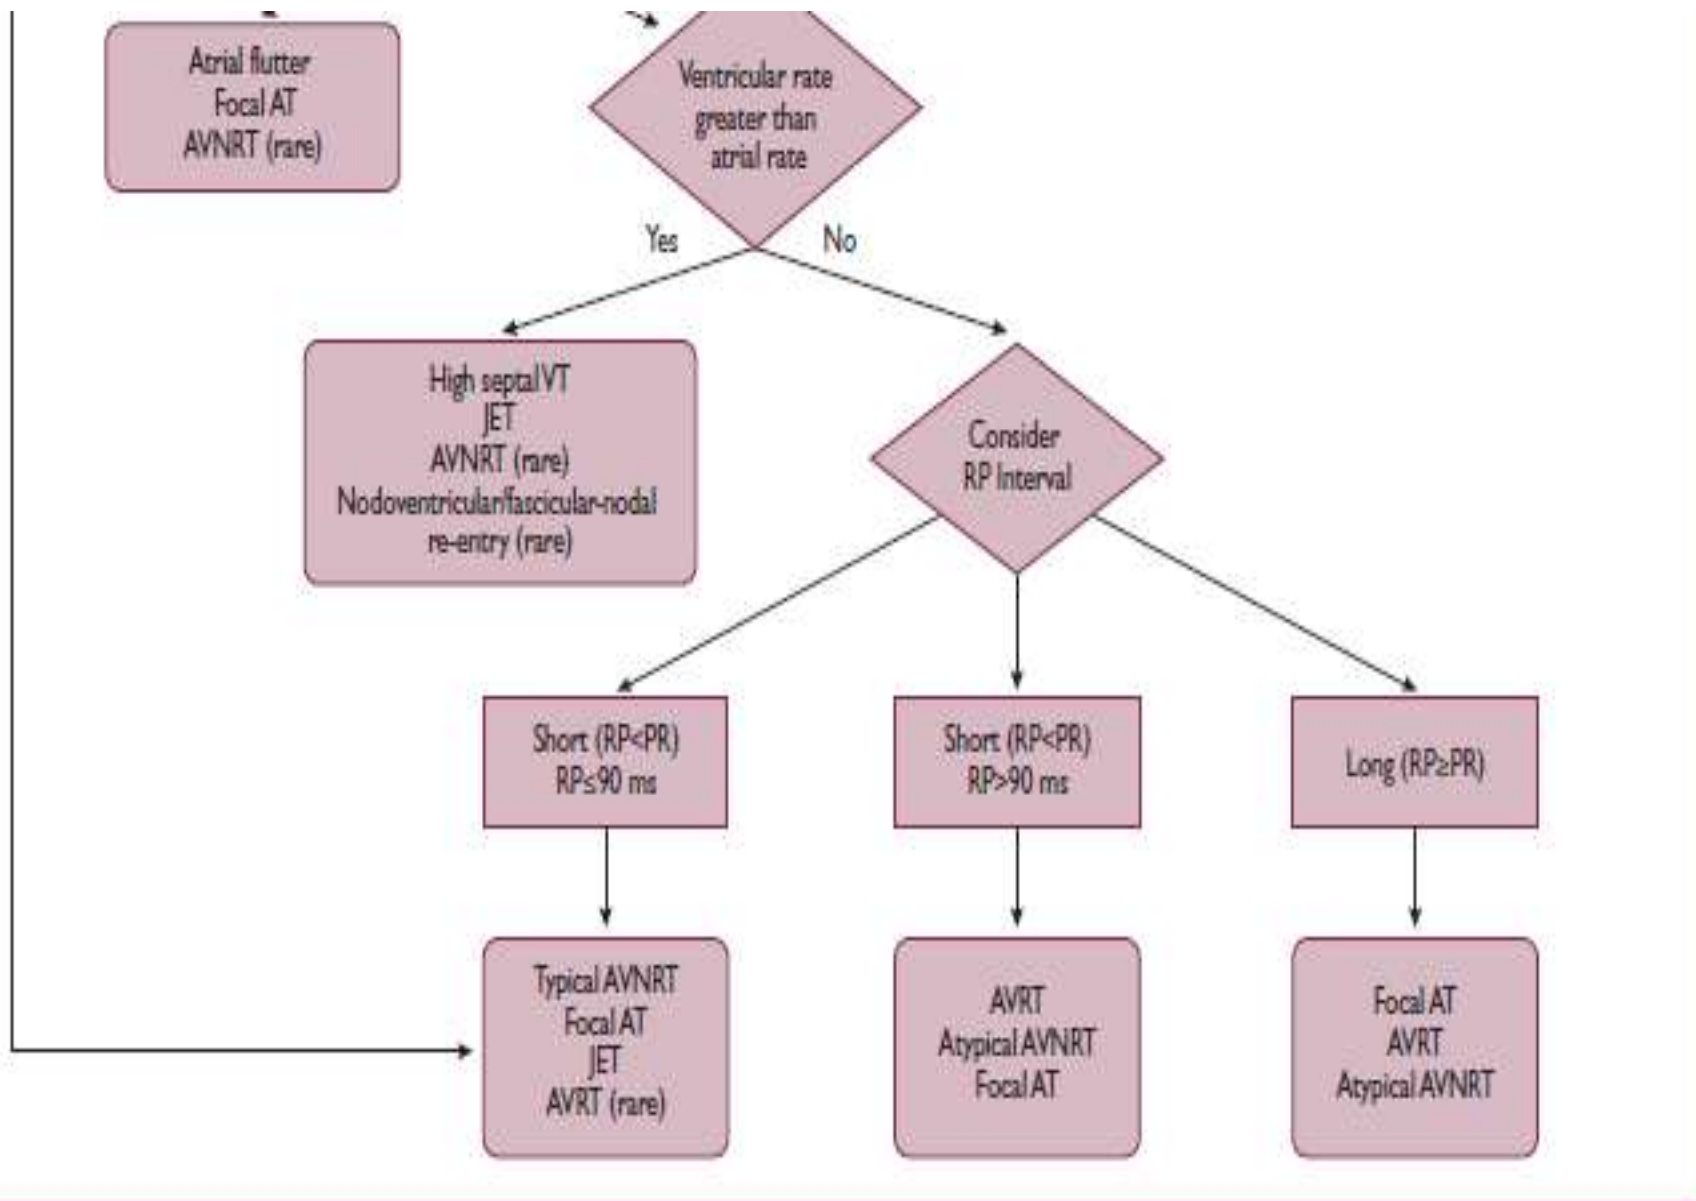 Atrial flutter
Focal AT
AVNRT (rare)
Ventricular rate
greater than
atrial rate
Yes
No
High septal VT
JET
AVNRT (rare)
Nodoventricular/fascicular-nodal
re-entry (rare)
Consider
RP Interval
Short (RP<PR)
RP≤90 ms
Short (RP<PR)
RP>90 ms
Long (RP≥PR)
Typical AVNRT
Focal AT
JET
AVRT (rare)
AVRT
Atypical AVNRT
Focal AT
Focal AT
AVRT
Atypical AVNRT